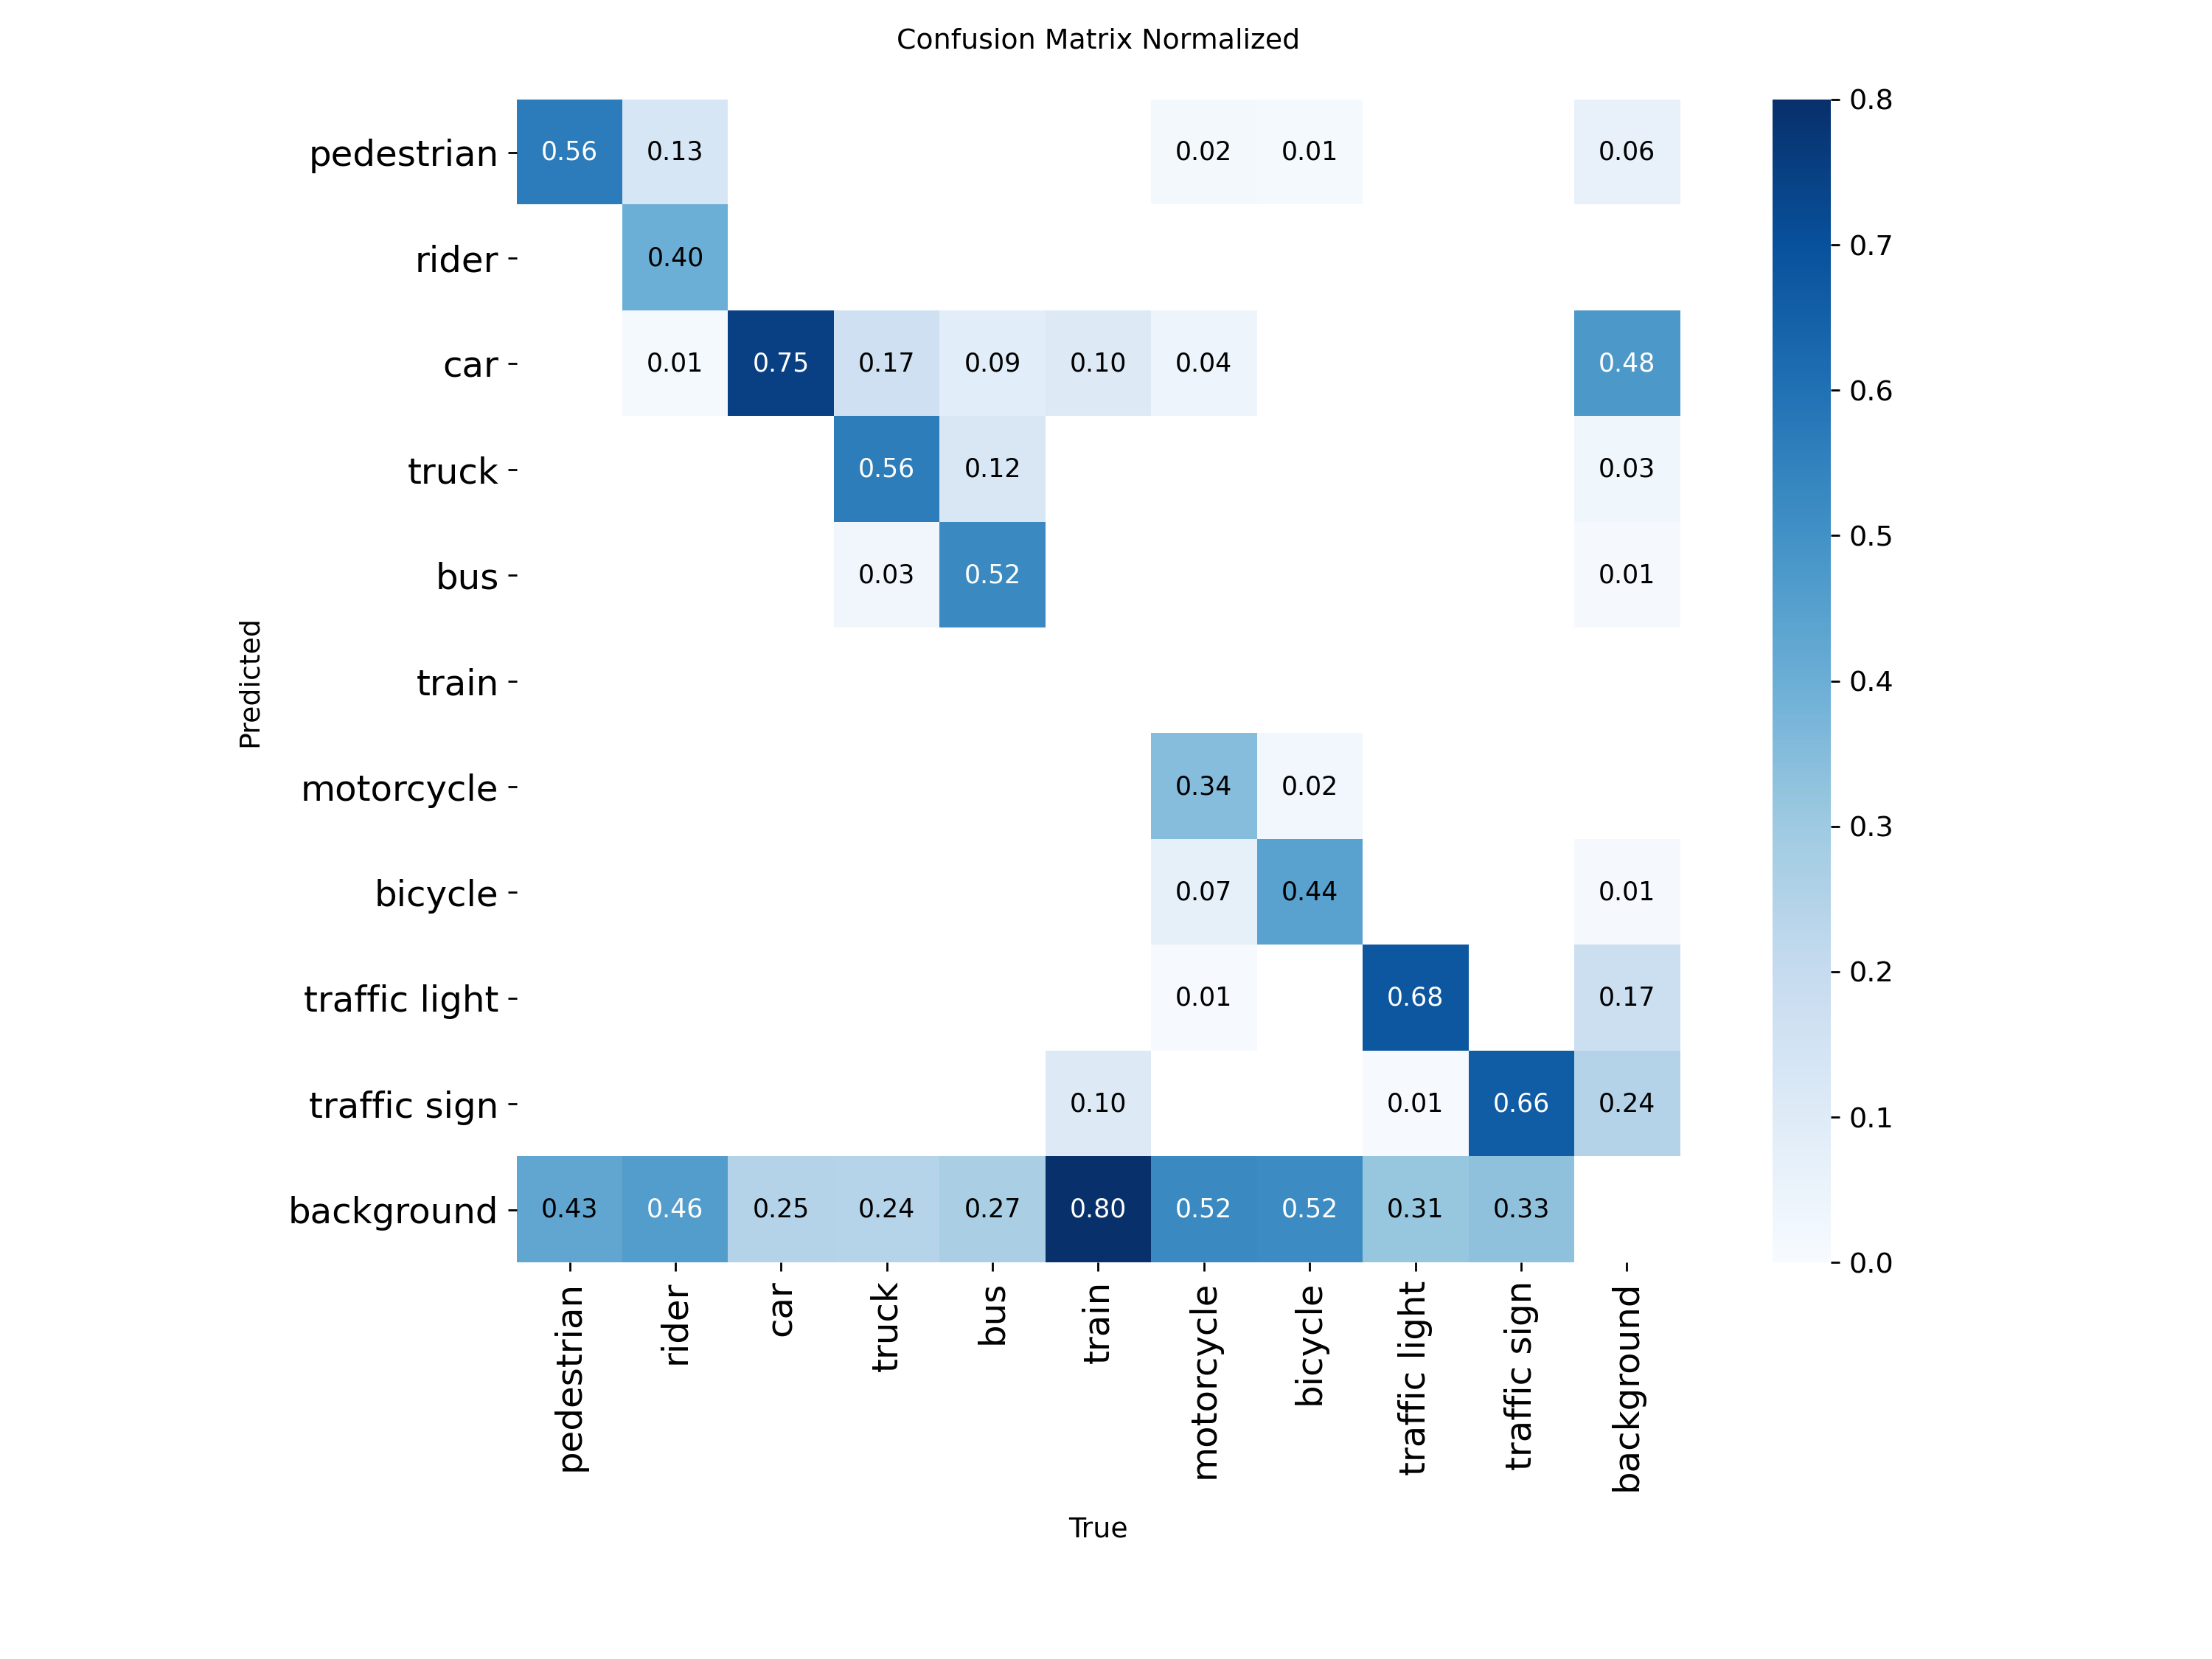 Confusion Matrix Normalized
pedestrian 0.56 0.13 0.02 0.01 0.06
rider 0.40
car 0.01 0.75 0.17 0.09 0.10 0.04 0.48
truck 0.56 0.12 0.03
bus 0.03 0.52 0.01
train
motorcycle 0.34 0.02
bicycle 0.07 0.44 0.01
traffic light 0.01 0.68 0.17
traffic sign 0.10 0.01 0.66 0.24
background 0.43 0.46 0.25 0.24 0.27 0.80 0.52 0.52 0.31 0.33
Predicted
pedestrian
rider
car
truck
bus
train
motorcycle
bicycle
traffic light
traffic sign
background
True
0.8
0.7
0.6
0.5
0.4
0.3
0.2
0.1
0.0